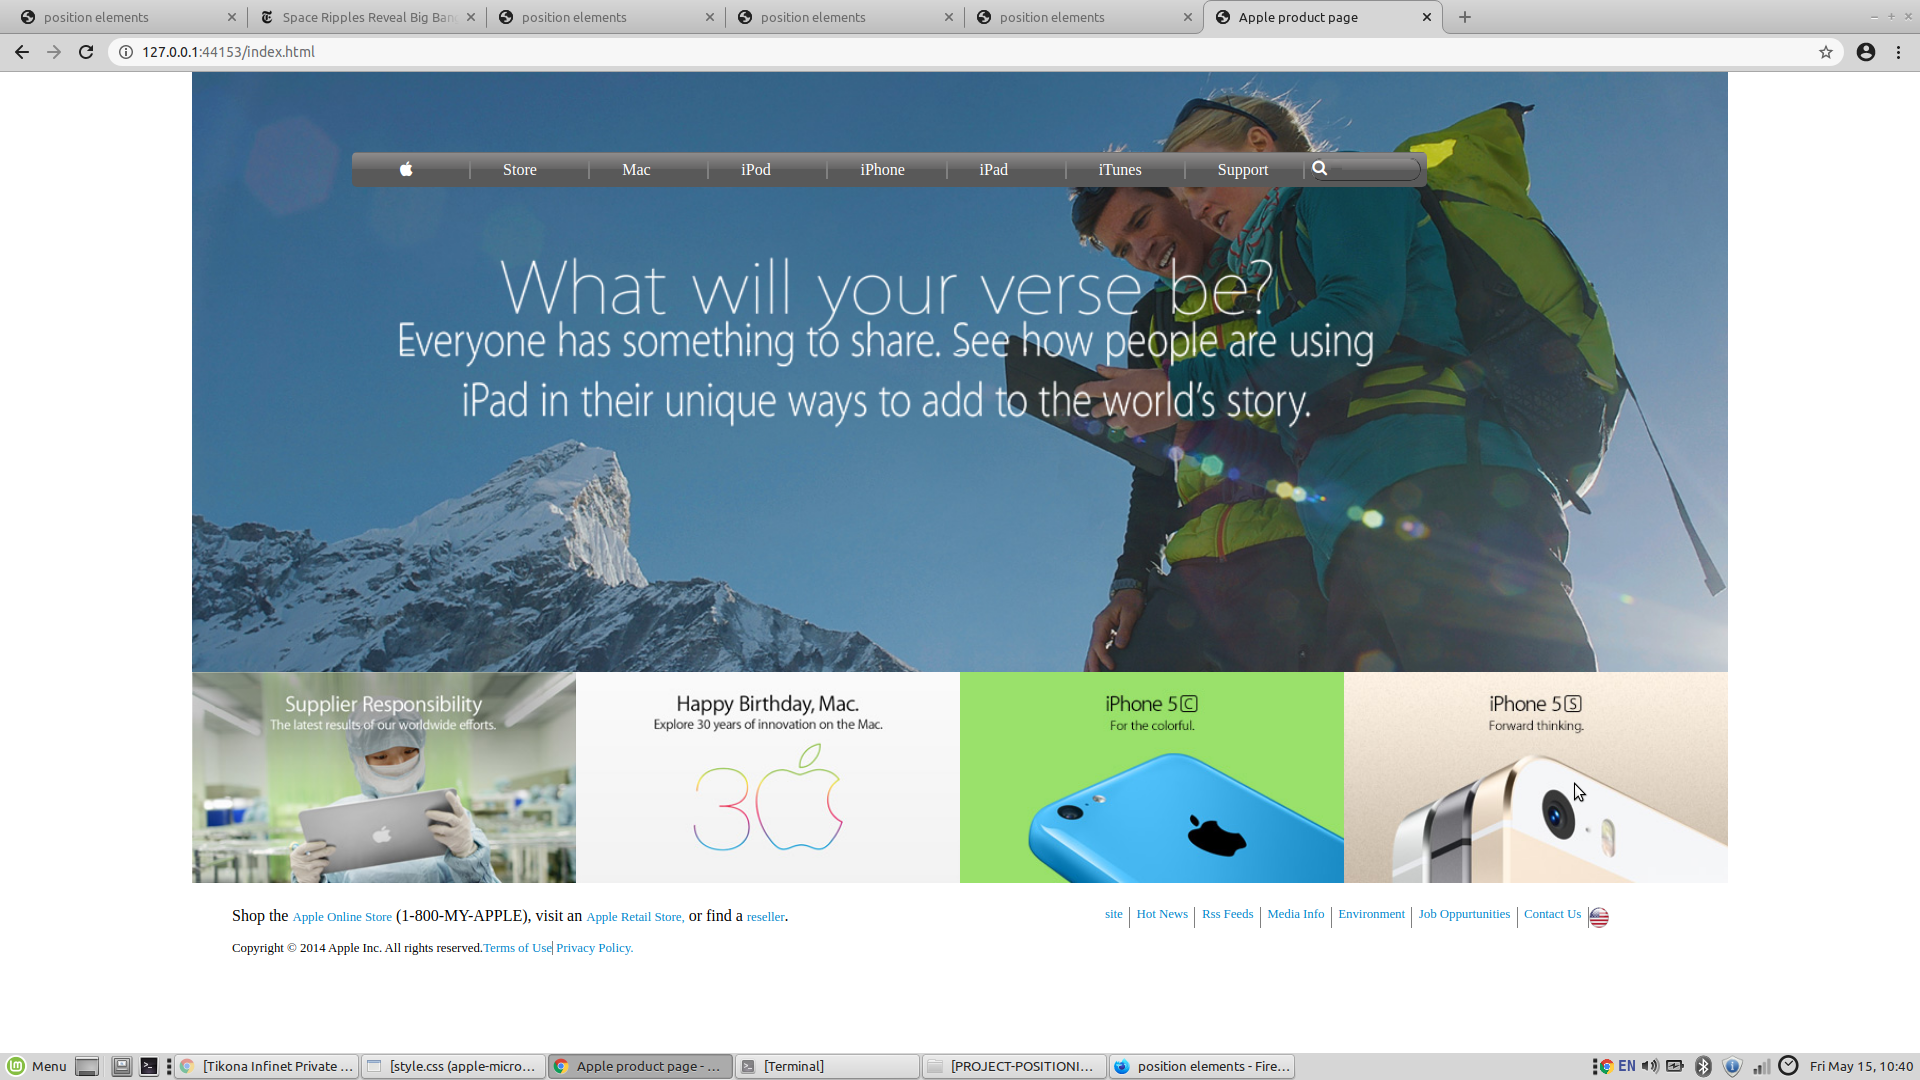 position elements
Space Ripples Reveal Big Bang
position elements
position elements
position elements
Apple product page
127.0.0.1:44153/index.html
Store Mac iPod iPhone iPad iTunes Support
What will your verse be?
Everyone has something to share. See how people are using
iPad in their unique ways to add to the world's story.
Supplier Responsibility
The latest results of our worldwide efforts.
Happy Birthday, Mac.
Explore 30 years of innovation on the Mac.
30
iPhone 5C
For the colorful.
iPhone 5S
Forward thinking.
Shop the Apple Online Store (1-800-MY-APPLE), visit an Apple Retail Store, or find a reseller.
site Hot News Rss Feeds Media Info Environment Job Oppurtunities Contact Us
Copyright © 2014 Apple Inc. All rights reserved.Terms of Use| Privacy Policy.
Menu
[Tikona Infinet Private ...
[style.css (apple-micro...
Apple product page - ...
[Terminal]
[PROJECT-POSITIONI...
position elements - Fire...
EN
Fri May 15, 10:40